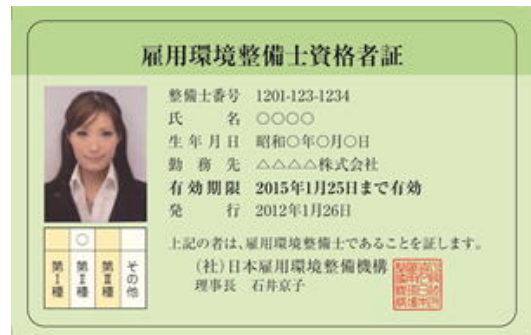 雇用環境整備士資格者証
整備士番号 1201-123-1234
氏 名 ○○○○
生年月日 昭和○年○月○日
勤務先 △△△△株式会社
有効期限 2015年1月25日まで有効
発 行 2012年1月26日
上記の者は、雇用環境整備士であることを証します。
(社)日本雇用環境整備機構
理事長 石井京子
○
第Ⅰ種
第Ⅱ種
第Ⅲ種
その他